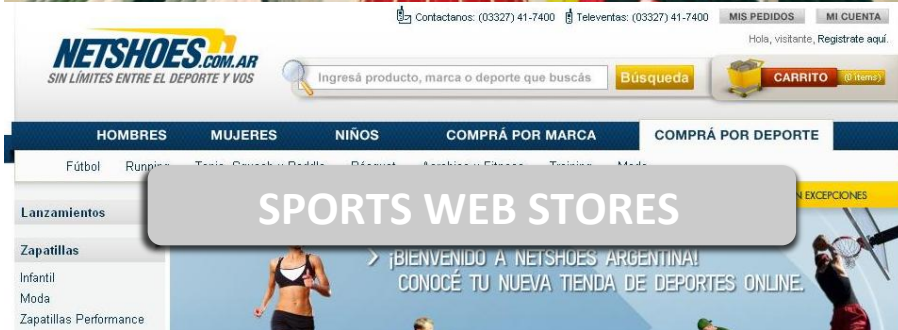 Contactanos: (03327) 41-7400 Televentas: (03327) 41-7400 MIS PEDIDOS MI CUENTA
Hola, visitante, Registrate aquí.
NETSHOES.COM.AR
SIN LÍMITES ENTRE EL DEPORTE Y VOS
Ingresá producto, marca o deporte que buscás Búsqueda CARRITO (0 items)
HOMBRES MUJERES NIÑOS COMPRÁ POR MARCA COMPRÁ POR DEPORTE
Fútbol Running
EXCEPCIONES
SPORTS WEB STORES
Lanzamientos
Zapatillas
Infantil
Moda
Zapatillas Performance
¡BIENVENIDO A NETSHOES ARGENTINA!
CONOCÉ TU NUEVA TIENDA DE DEPORTES ONLINE.